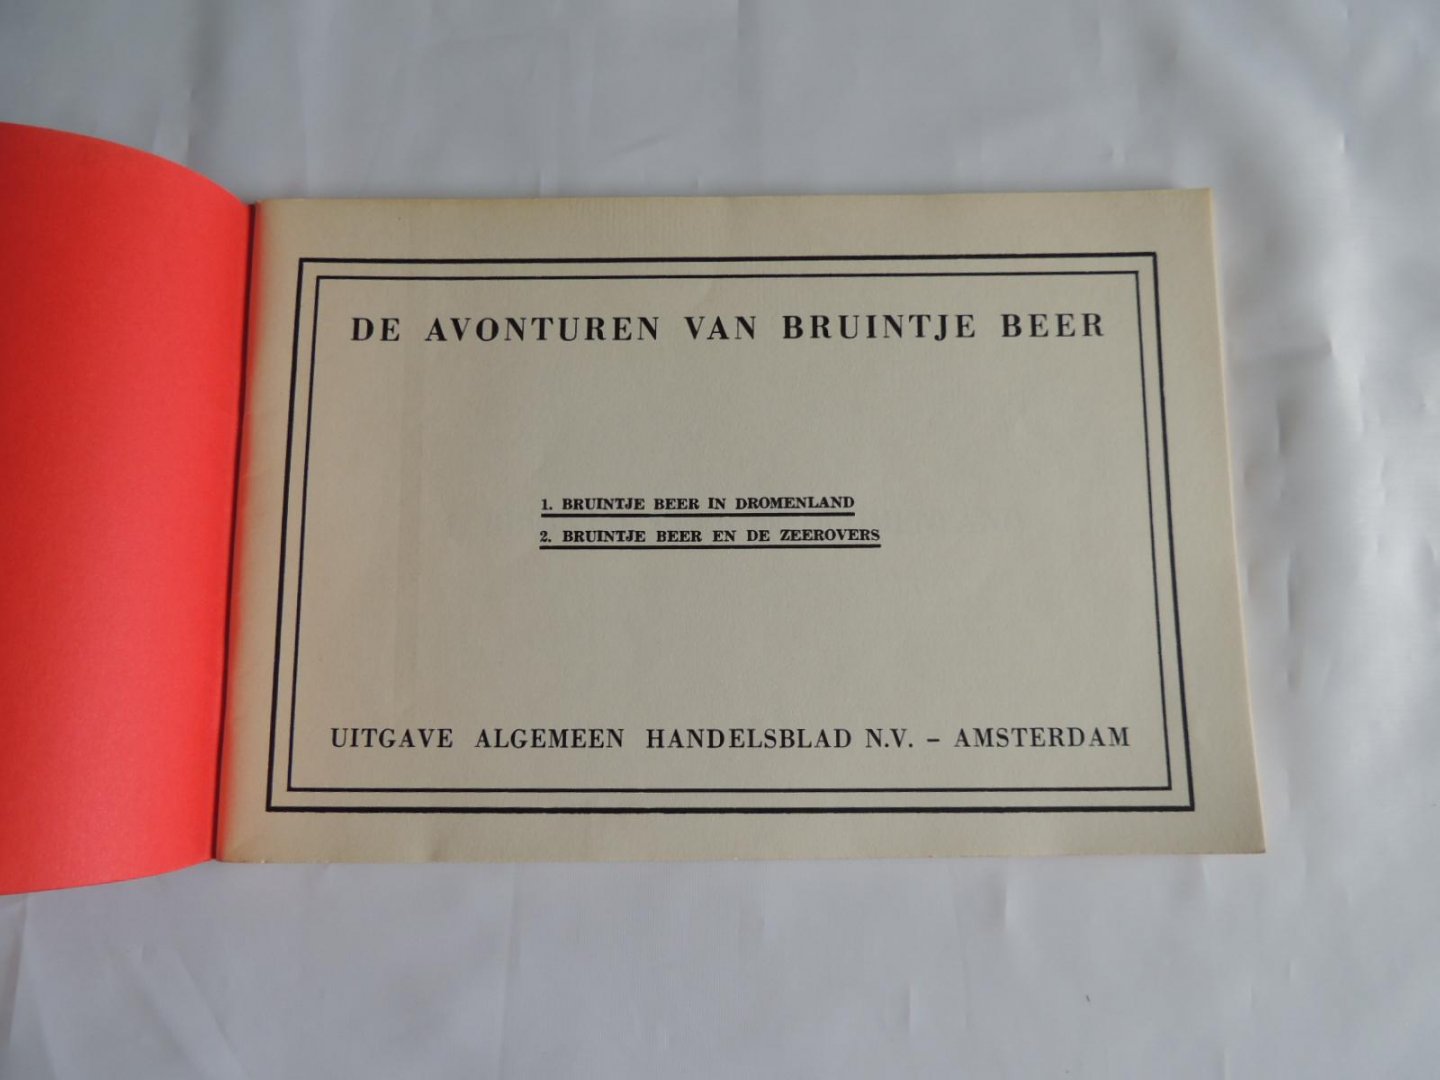 DE AVONTUREN VAN BRUINTJE BEER
1. BRUINTJE BEER IN DROMENLAND
2. BRUINTJE BEER EN DE ZEEROVERS
UITGAVE ALGEMEEN HANDELSBLAD N.V. – AMSTERDAM